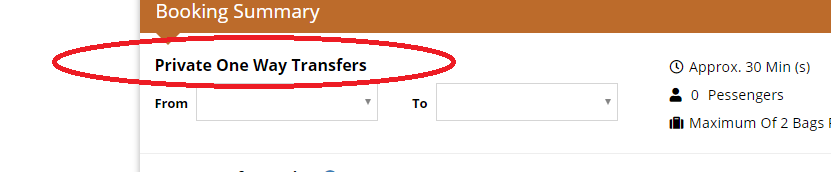 Booking Summary
Private One Way Transfers
From
To
Approx. 30 Min (s)
0 Pessengers
Maximum Of 2 Bags